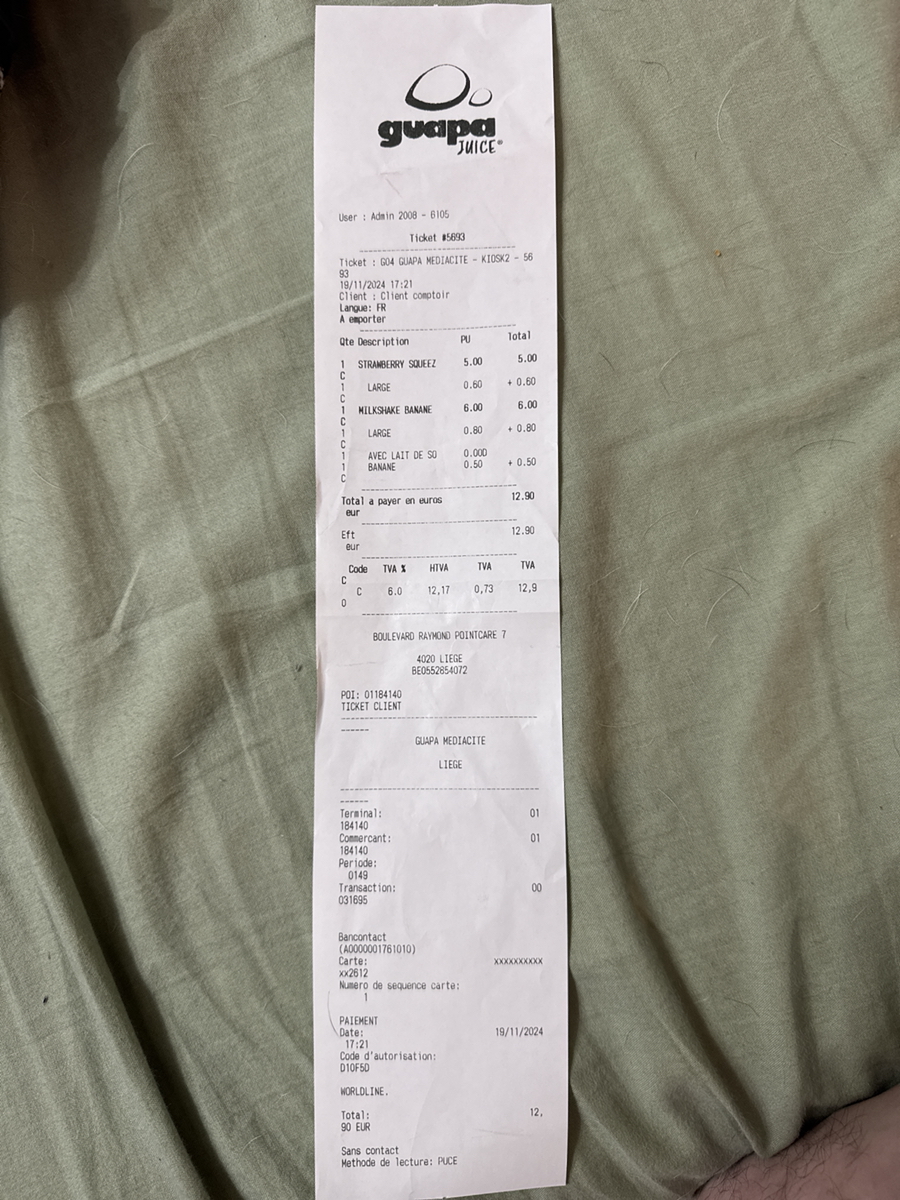 guapa
JUICE®
User : Admin 2008 - 6105
Ticket #5693
Ticket : G04 GUAPA MEDIACITE - KIOSK2 - 56
93
19/11/2024 17:21
Client : Client comptoir
Langue: FR
A emporter
Qte Description PU Total
1 STRAWBERRY SQUEEZ 5.00 5.00
C
1 LARGE 0.60 + 0.60
C
1 MILKSHAKE BANANE 6.00 6.00
C
1 LARGE 0.80 + 0.80
C
1 AVEC LAIT DE SO 0.00D
1 BANANE 0.50 + 0.50
C
Total a payer en euros 12.90
eur
Eft 12.90
eur
Code TVA % HTVA TVA TVA
C
C 6.0 12,17 0,73 12,9
0
BOULEVARD RAYMOND POINTCARE 7
4020 LIEGE
BE0552654072
POI: 01184140
TICKET CLIENT
------
GUAPA MEDIACITE
LIEGE
------
Terminal: 01
184140
Commercant: 01
184140
Periode:
0149
Transaction: 00
031695
Bancontact
(A0000001761010)
Carte: xxxxxxxxxx
xx2612
Numero de sequence carte:
1
PAIEMENT
Date: 19/11/2024
17:21
Code d'autorisation:
D10F5D
WORLDLINE.
Total: 12,
90 EUR
Sans contact
Methode de lecture: PUCE